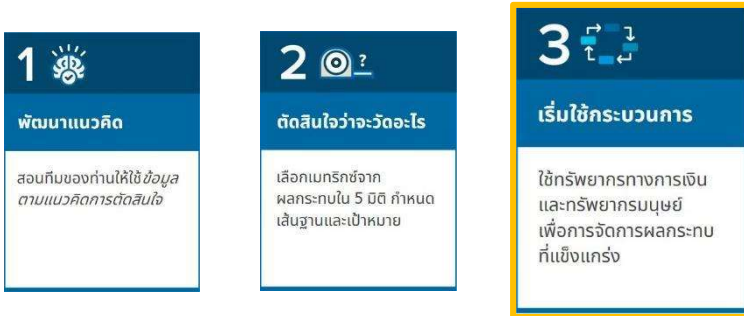 1
พัฒนาแนวคิด
สอนทีมของท่านให้ใช้ข้อมูล
ตามแนวคิดการตัดสินใจ
2 ?
ตัดสินใจว่าจะวัดอะไร
เลือกเมทริกซ์จาก
ผลกระทบใน 5 มิติ กำหนด
เส้นฐานและเป้าหมาย
3
เริ่มใช้กระบวนการ
ใช้ทรัพยากรทางการเงิน
และทรัพยากรมนุษย์
เพื่อการจัดการผลกระทบ
ที่แข็งแกร่ง